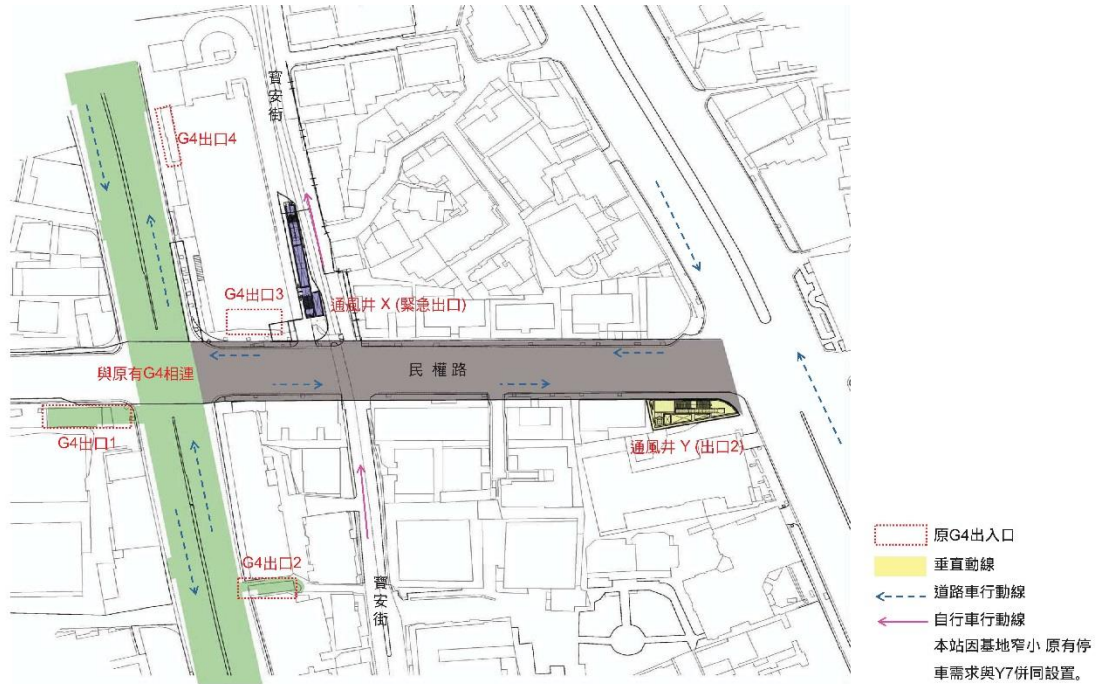 寶安街
G4出口4
G4出口3
通風井 X (緊急出口)
民 權 路
與原有G4相連
G4出口1
通風井 Y (出口2)
G4出口2
寶安街
原G4出入口
垂直動線
道路車行動線
自行車行動線
本站因基地窄小 原有停
車需求與Y7併同設置。